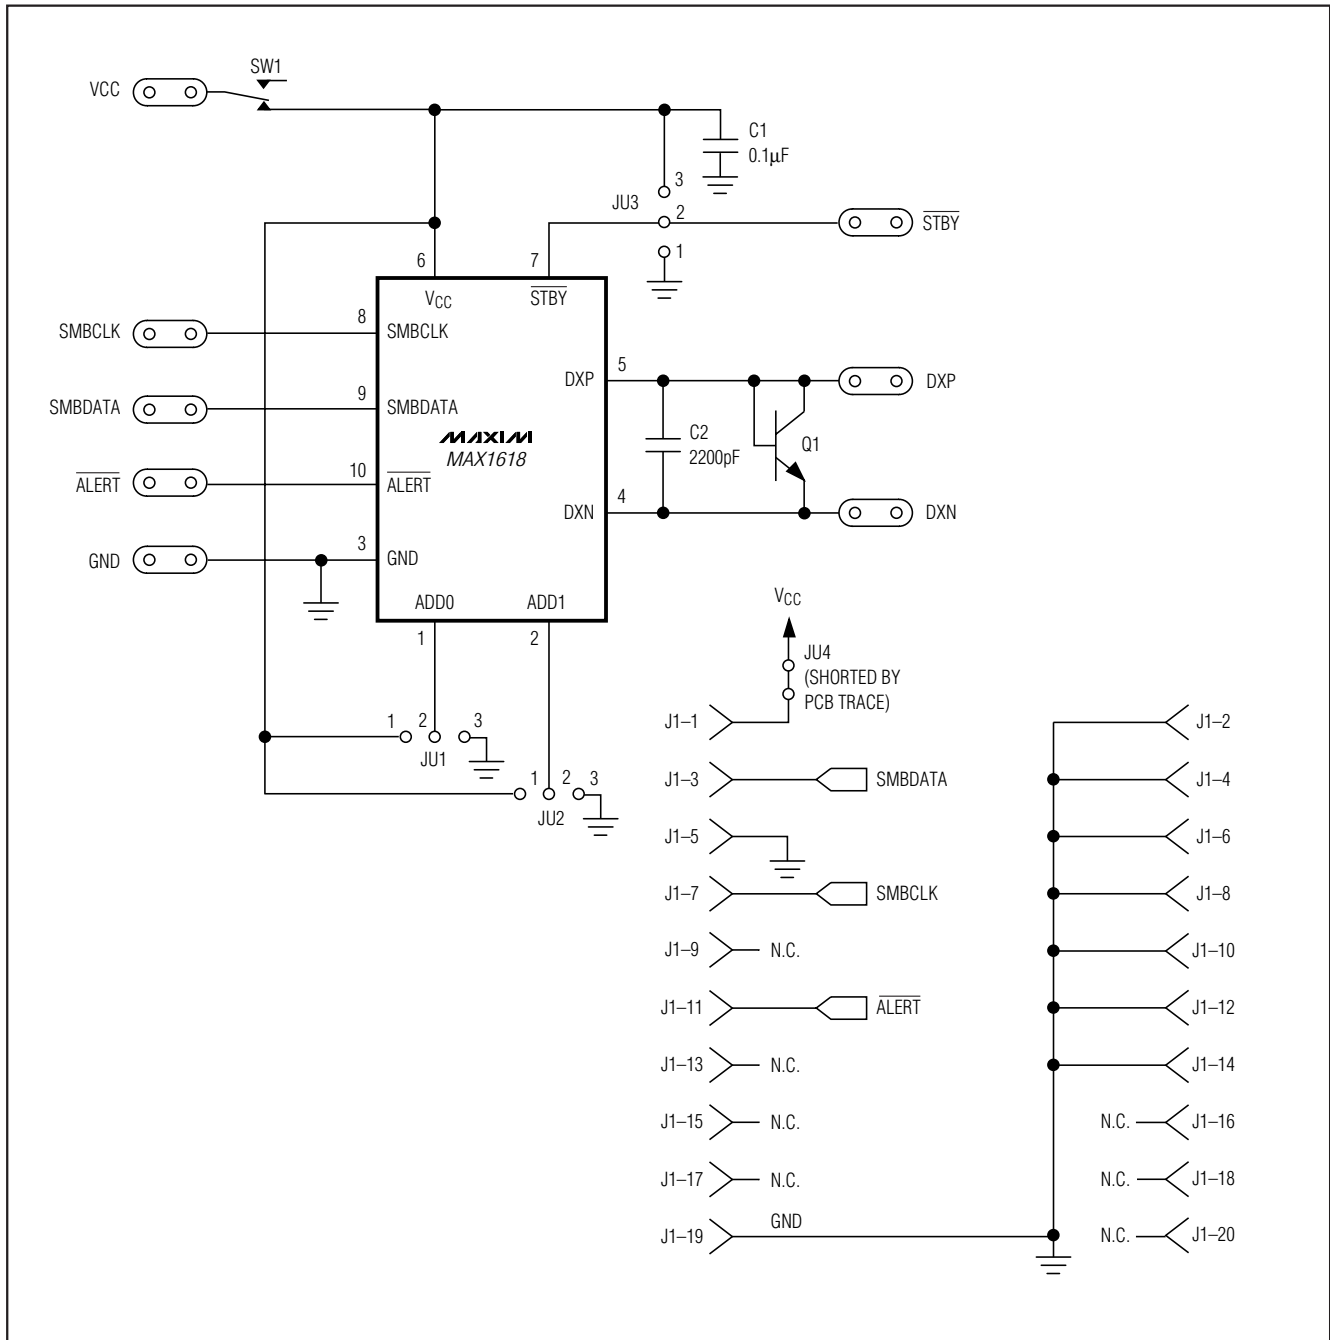 SW1
VCC
C1
0.1µF
3
JU3
2
STBY
1
6
7
VCC
STBY
SMBCLK
8
SMBCLK
5
DXP
DXP
SMBDATA
9
SMBDATA
C2
2200pF
Q1
MAXIM
MAX1618
ALERT
10
ALERT
4
DXN
DXN
GND
3
GND
ADD0
ADD1
1
2
VCC
JU4
(SHORTED BY
PCB TRACE)
1
2
3
JU1
1
2
3
JU2
J1–1
J1–2
J1–3
SMBDATA
J1–4
J1–5
J1–6
J1–7
SMBCLK
J1–8
J1–9
N.C.
J1–10
J1–11
ALERT
J1–12
J1–13
N.C.
J1–14
J1–15
N.C.
N.C.
J1–16
J1–17
N.C.
N.C.
J1–18
J1–19
GND
N.C.
J1–20